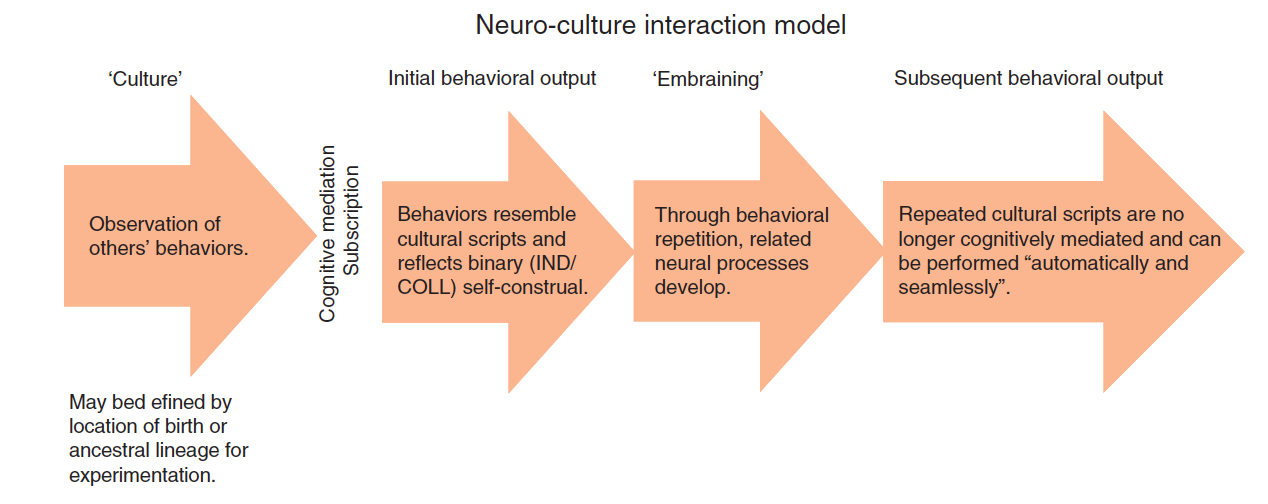 Neuro-culture interaction model
‘Culture’
Observation of
others’ behaviors.
May bed efined by
location of birth or
ancestral lineage for
experimentation.
Cognitive mediation
Subscription
Initial behavioral output
Behaviors resemble
cultural scripts and
reflects binary (IND/
COLL) self-construal.
‘Embraining’
Through behavioral
repetition, related
neural processes
develop.
Subsequent behavioral output
Repeated cultural scripts are no
longer cognitively mediated and can
be performed “automatically and
seamlessly”.